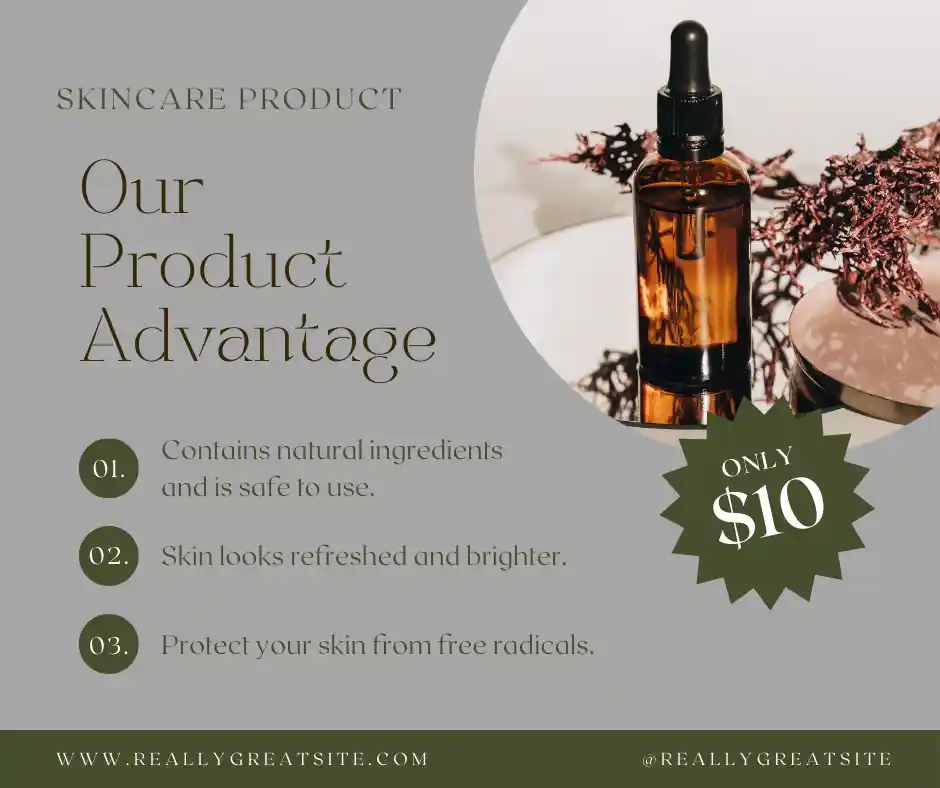 SKINCARE PRODUCT
Our
Product
Advantage
01.
Contains natural ingredients
and is safe to use.
02.
Skin looks refreshed and brighter.
03.
Protect your skin from free radicals.
ONLY
$10
WWW.REALLYGREATSITE.COM
@REALLYGREATSITE